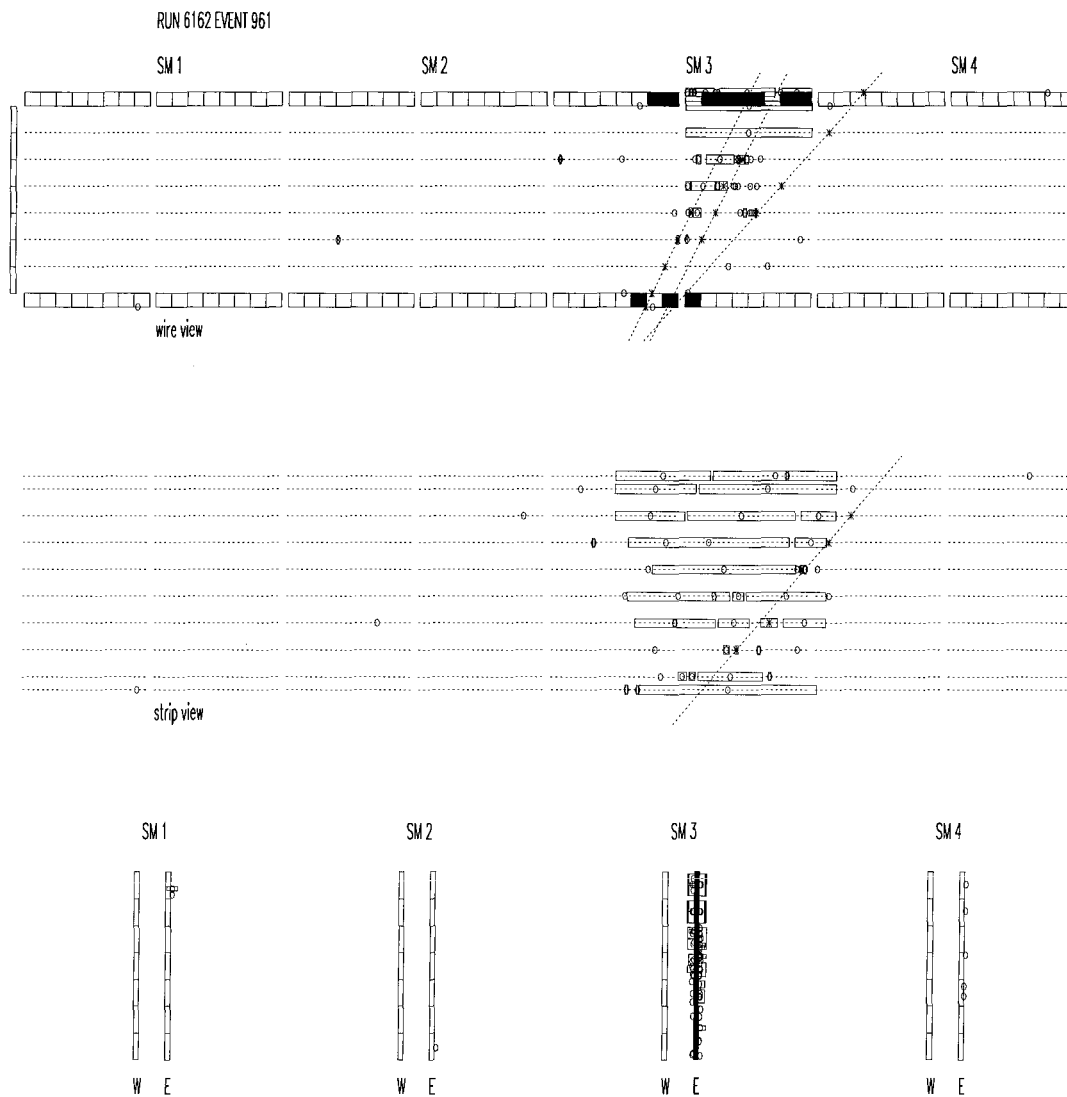 RUN 6162 EVENT 961
SM 1 SM 2 SM 3 SM 4
wire view
strip view
SM 1 SM 2 SM 3 SM 4
W E W E W E W E